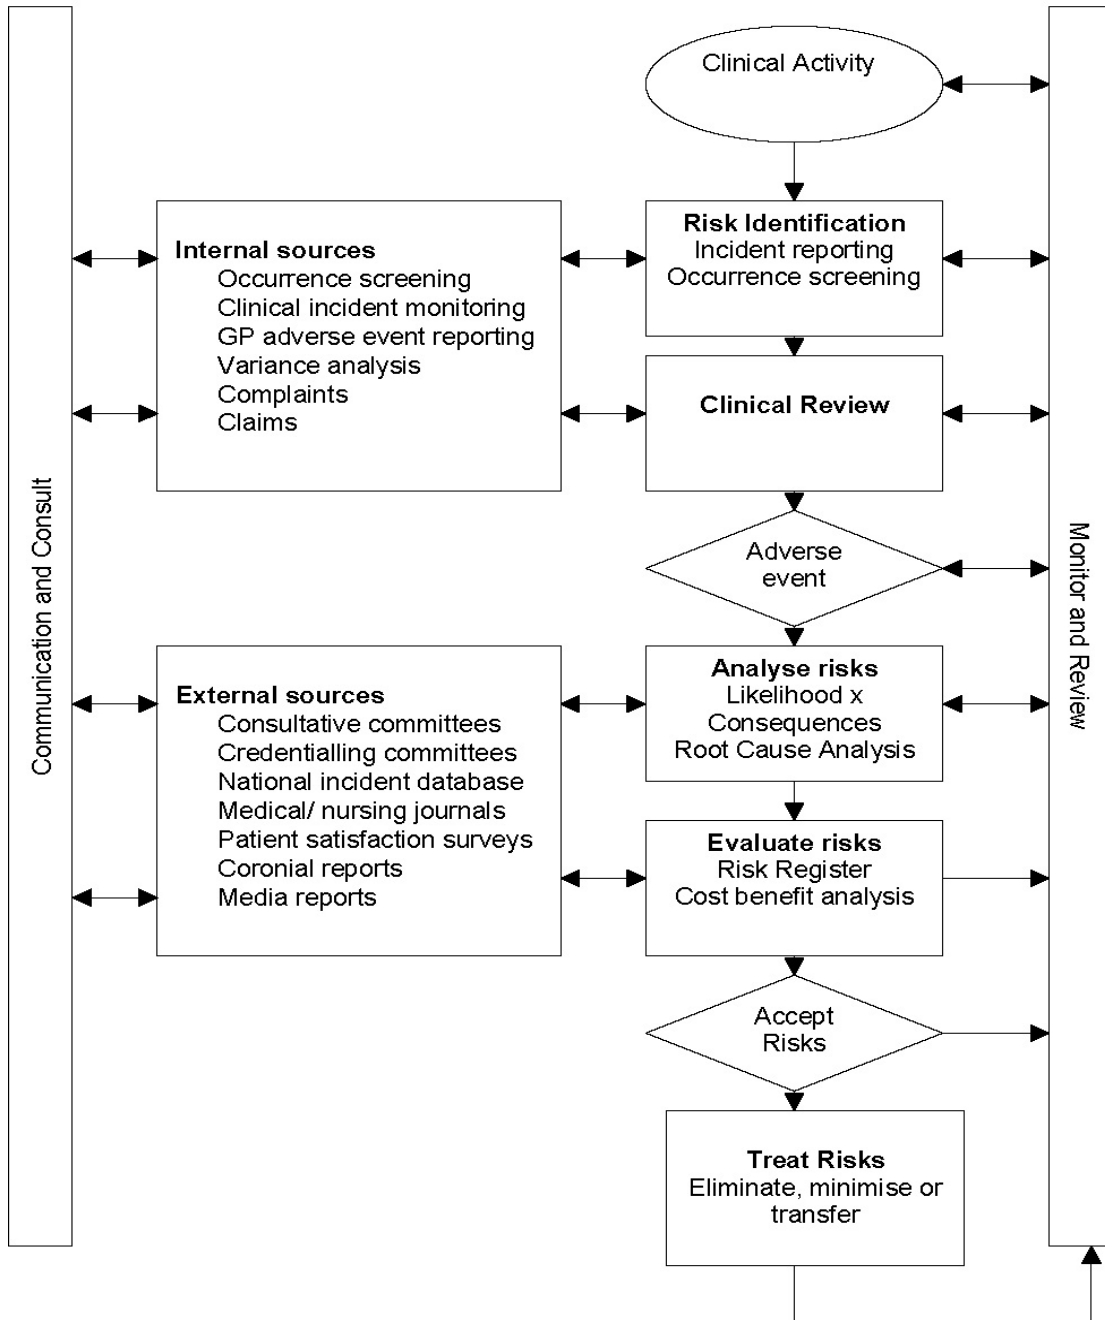 Clinical Activity
Risk Identification
Incident reporting
Occurrence screening
Internal sources
Occurrence screening
Clinical incident monitoring
GP adverse event reporting
Variance analysis
Complaints
Claims
Clinical Review
Adverse
event
Communication and Consult
Monitor and Review
External sources
Consultative committees
Credentialling committees
National incident database
Medical/ nursing journals
Patient satisfaction surveys
Coronial reports
Media reports
Analyse risks
Likelihood x
Consequences
Root Cause Analysis
Evaluate risks
Risk Register
Cost benefit analysis
Accept
Risks
Treat Risks
Eliminate, minimise or
transfer